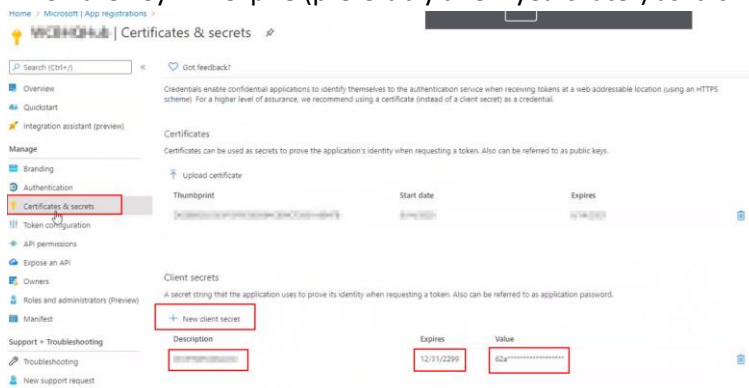 Home > Microsoft | App registrations >
| Certificates & secrets
Search (Ctrl+/)
«
Got feedback?
Overview
Quickstart
Integration assistant (preview)
Manage
Branding
Authentication
Certificates & secrets
Token configuration
API permissions
Expose an API
Owners
Roles and administrators (Preview)
Manifest
Support + Troubleshooting
Troubleshooting
New support request
Credentials enable confidential applications to identify themselves to the authentication service when receiving tokens at a web addressable location (using an HTTPS
scheme). For a higher level of assurance, we recommend using a certificate (instead of a client secret) as a credential.
Certificates
Certificates can be used as secrets to prove the application's identity when requesting a token. Also can be referred to as public keys.
Upload certificate
Thumbprint Start date Expires
Client secrets
A secret string that the application uses to prove its identity when requesting a token. Also can be referred to as application password.
+ New client secret
Description Expires Value
12/31/2299 62a******************